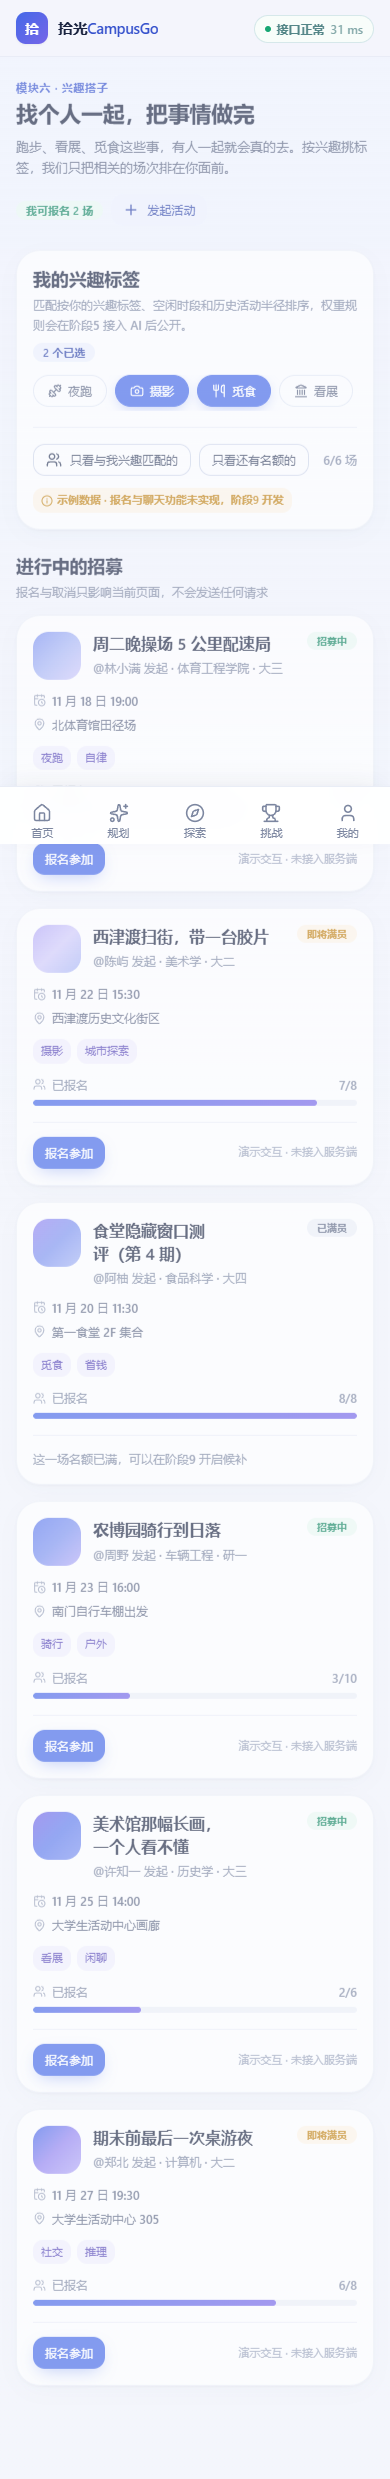 拾 拾光CampusGo 接口正常 31 ms
模块六 · 兴趣搭子
找个人一起，把事情做完
跑步、看展、觅食这些事，有人一起就会真的去。按兴趣挑标
签，我们只把相关的场次排在你面前。
我可报名 2 场 发起活动
我的兴趣标签
匹配按你的兴趣标签、空闲时段和历史活动半径排序，权重规
则会在阶段5 接入 AI 后公开。
2 个已选
夜跑 摄影 觅食 看展
只看与我兴趣匹配的 只看还有名额的 6/6 场
示例数据 · 报名与聊天功能未实现，阶段9 开发
进行中的招募
报名与取消只影响当前页面，不会发送任何请求
周二晚操场 5 公里配速局 招募中
@林小满 发起 · 体育工程学院 · 大三
11 月 18 日 19:00
北体育馆田径场
夜跑 自律
首页 规划 探索 挑战 我的
报名参加 演示交互 · 未接入服务端
西津渡扫街，带一台胶片 即将满员
@陈屿 发起 · 美术学 · 大二
11 月 22 日 15:30
西津渡历史文化街区
摄影 城市探索
已报名 7/8
报名参加 演示交互 · 未接入服务端
食堂隐藏窗口测 已满员
评（第 4 期）
@阿柚 发起 · 食品科学 · 大四
11 月 20 日 11:30
第一食堂 2F 集合
觅食 省钱
已报名 8/8
这一场名额已满，可以在阶段9 开启候补
农博园骑行到日落 招募中
@周野 发起 · 车辆工程 · 研一
11 月 23 日 16:00
南门自行车棚出发
骑行 户外
已报名 3/10
报名参加 演示交互 · 未接入服务端
美术馆那幅长画， 招募中
一个人看不懂
@许知一 发起 · 历史学 · 大三
11 月 25 日 14:00
大学生活动中心画廊
看展 闲聊
已报名 2/6
报名参加 演示交互 · 未接入服务端
期末前最后一次桌游夜 即将满员
@郑北 发起 · 计算机 · 大二
11 月 27 日 19:30
大学生活动中心 305
社交 推理
已报名 6/8
报名参加 演示交互 · 未接入服务端